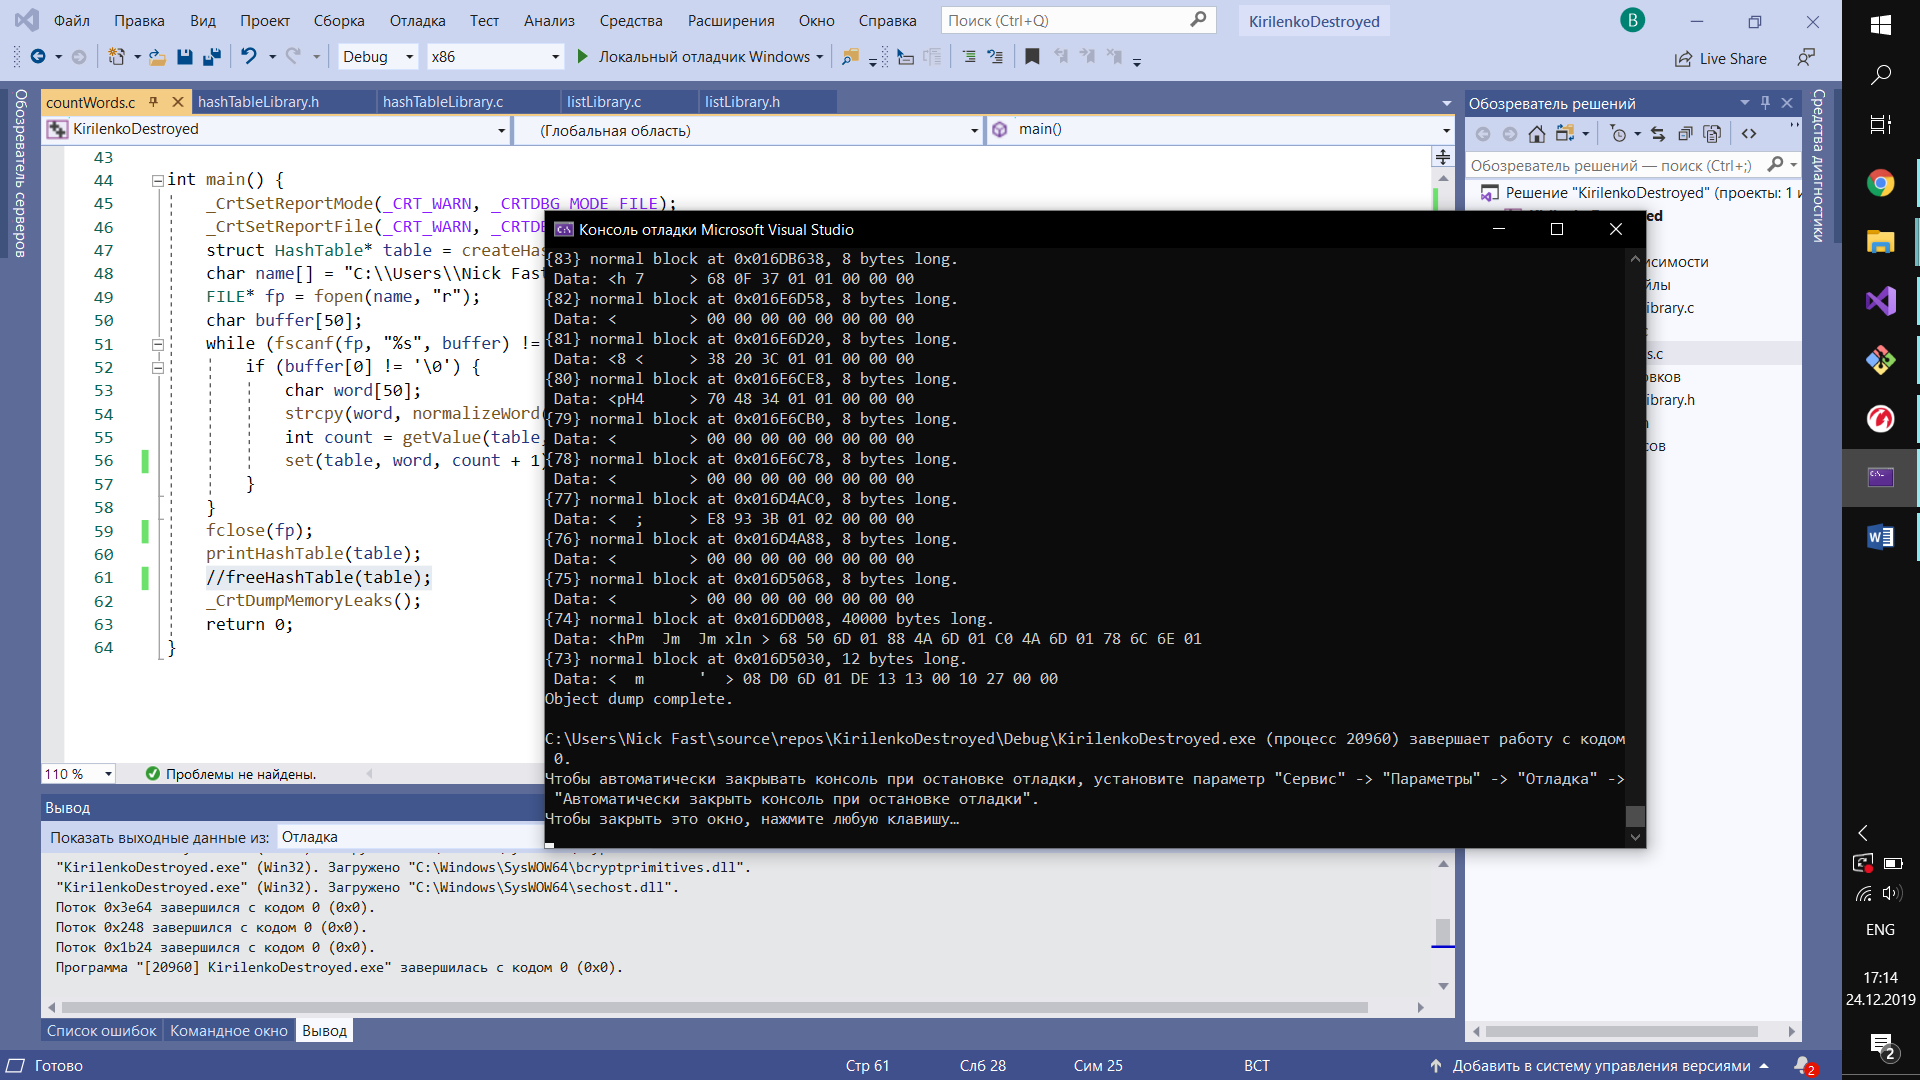 Файл Правка Вид Проект Сборка Отладка Тест Анализ Средства Расширения Окно Справка Поиск (Ctrl+Q) KirilenkoDestroyed B
Debug x86 Локальный отладчик Windows Live Share
Обозреватель серверов
countWords.c hashTableLibrary.h hashTableLibrary.c listLibrary.c listLibrary.h
KirilenkoDestroyed (Глобальная область) main()
43
44 int main() {
45 _CrtSetReportMode(_CRT_WARN, _CRTDBG_MODE_FILE);
46 _CrtSetReportFile(_CRT_WARN, _CRTDE
47 struct HashTable* table = createHas
48 char name[] = "C:\\Users\\Nick Fast
49 FILE* fp = fopen(name, "r");
50 char buffer[50];
51 while (fscanf(fp, "%s", buffer) !=
52 if (buffer[0] != '\0') {
53 char word[50];
54 strcpy(word, normalizeWord(
55 int count = getValue(table,
56 set(table, word, count + 1)
57 }
58 }
59 fclose(fp);
60 printHashTable(table);
61 //freeHashTable(table);
62 _CrtDumpMemoryLeaks();
63 return 0;
64 }
110 % Проблемы не найдены.
Консоль отладки Microsoft Visual Studio
{83} normal block at 0x016DB638, 8 bytes long.
Data: <h 7 > 68 0F 37 01 01 00 00 00
{82} normal block at 0x016E6D58, 8 bytes long.
Data: < > 00 00 00 00 00 00 00 00
{81} normal block at 0x016E6D20, 8 bytes long.
Data: <8 < > 38 20 3C 01 01 00 00 00
{80} normal block at 0x016E6CE8, 8 bytes long.
Data: <pH4 > 70 48 34 01 01 00 00 00
{79} normal block at 0x016E6CB0, 8 bytes long.
Data: < > 00 00 00 00 00 00 00 00
{78} normal block at 0x016E6C78, 8 bytes long.
Data: < > 00 00 00 00 00 00 00 00
{77} normal block at 0x016D4AC0, 8 bytes long.
Data: < ; > E8 93 3B 01 02 00 00 00
{76} normal block at 0x016D4A88, 8 bytes long.
Data: < > 00 00 00 00 00 00 00 00
{75} normal block at 0x016D5068, 8 bytes long.
Data: < > 00 00 00 00 00 00 00 00
{74} normal block at 0x016DD008, 40000 bytes long.
Data: <hPm Jm Jm xln > 68 50 6D 01 88 4A 6D 01 C0 4A 6D 01 78 6C 6E 01
{73} normal block at 0x016D5030, 12 bytes long.
Data: < m ' > 08 D0 6D 01 DE 13 13 00 10 27 00 00
Object dump complete.
C:\Users\Nick Fast\source\repos\KirilenkoDestroyed\Debug\KirilenkoDestroyed.exe (процесс 20960) завершает работу с кодом
0.
Чтобы автоматически закрывать консоль при остановке отладки, установите параметр "Сервис" -> "Параметры" -> "Отладка" ->
"Автоматически закрыть консоль при остановке отладки".
Чтобы закрыть это окно, нажмите любую клавишу…
Обозреватель решений
Обозреватель решений — поиск (Ctrl+;)
Решение "KirilenkoDestroyed" (проекты: 1 и
ed
исимости
йлы
ibrary.c
s.c
овков
ibrary.h
сов
Средства диагностики
Вывод
Показать выходные данные из: Отладка
"KirilenkoDestroyed.exe" (Win32). Загружено "C:\Windows\SysWOW64\bcryptprimitives.dll".
"KirilenkoDestroyed.exe" (Win32). Загружено "C:\Windows\SysWOW64\sechost.dll".
Поток 0x3e64 завершился с кодом 0 (0x0).
Поток 0x248 завершился с кодом 0 (0x0).
Поток 0x1b24 завершился с кодом 0 (0x0).
Программа "[20960] KirilenkoDestroyed.exe" завершилась с кодом 0 (0x0).
Список ошибок Командное окно Вывод
Готово Стр 61 Слб 28 Сим 25 ВСТ Добавить в систему управления версиями 2
ENG
17:14
24.12.2019
2